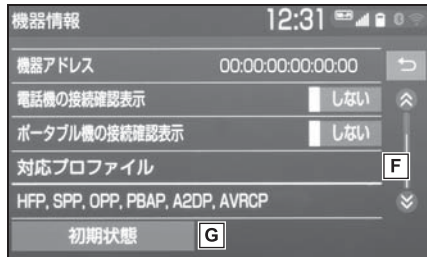 機器情報 12:31
機器アドレス 00:00:00:00:00:00
電話機の接続確認表示 しない
ポータブル機の接続確認表示 しない
対応プロファイル
F
HFP, SPP, OPP, PBAP, A2DP, AVRCP
初期状態 G